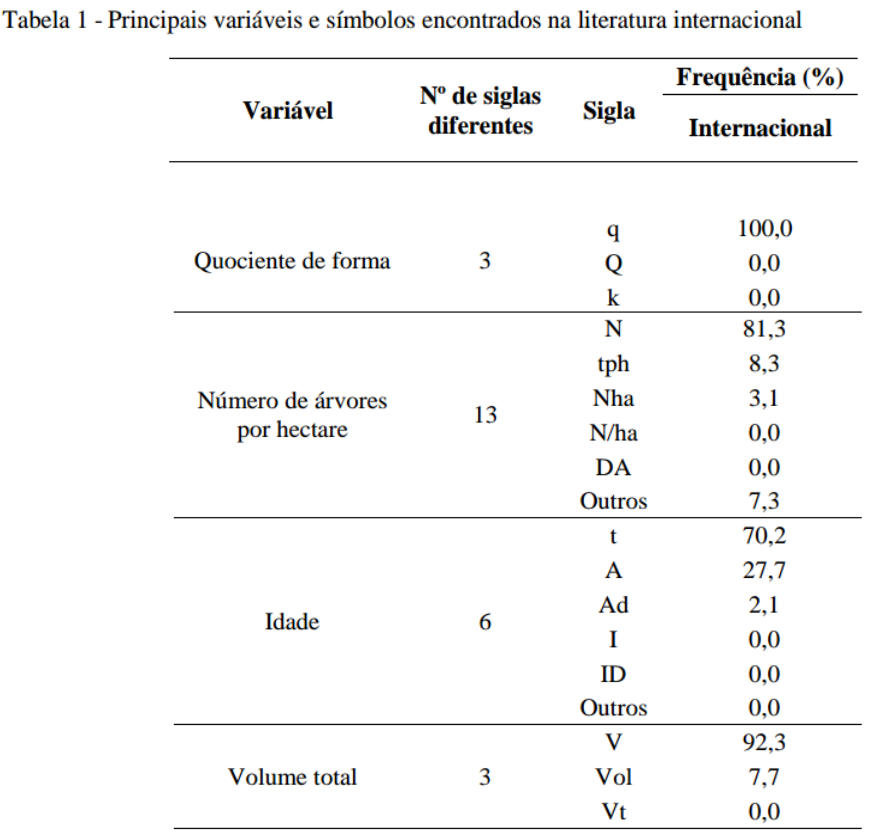 Tabela 1 - Principais variáveis e símbolos encontrados na literatura internacional
Variável Nº de siglas diferentes Sigla Frequência (%)
Internacional
q 100,0
Quociente de forma 3 Q 0,0
k 0,0
N 81,3
tph 8,3
Número de árvores por hectare 13 Nha 3,1
N/ha 0,0
DA 0,0
Outros 7,3
t 70,2
A 27,7
Idade 6 Ad 2,1
I 0,0
ID 0,0
Outros 0,0
V 92,3
Volume total 3 Vol 7,7
Vt 0,0